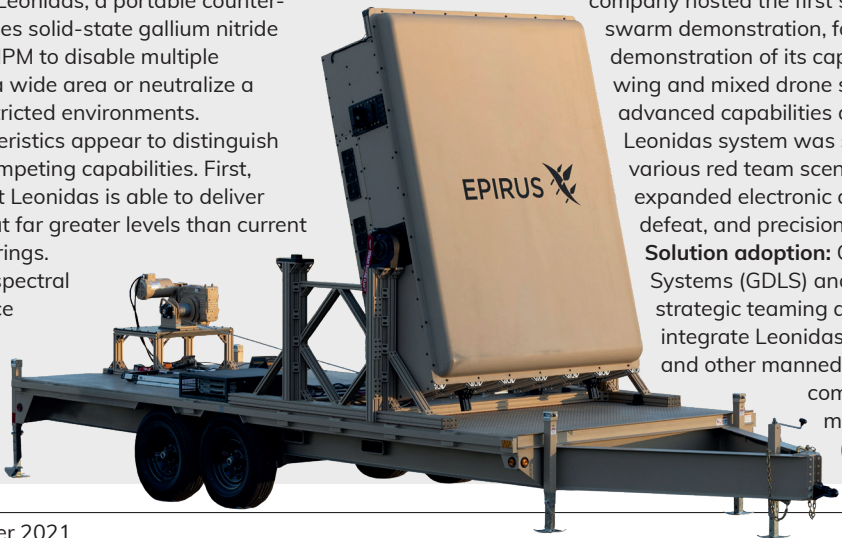 Leonidas, a portable counter-
es solid-state gallium nitride
HPM to disable multiple
a wide area or neutralize a
tricted environments.
eristics appear to distinguish
mpeting capabilities. First,
t Leonidas is able to deliver
at far greater levels than current
rings.
spectral
ce
company hosted the first s
swarm demonstration, fo
demonstration of its cap
wing and mixed drone s
advanced capabilities
Leonidas system was
various red team scen
expanded electronic
defeat, and precision
Solution adoption: G
Systems (GDLS) and
strategic teaming
integrate Leonidas
and other manned
com
m
EPIRUS
er 2021